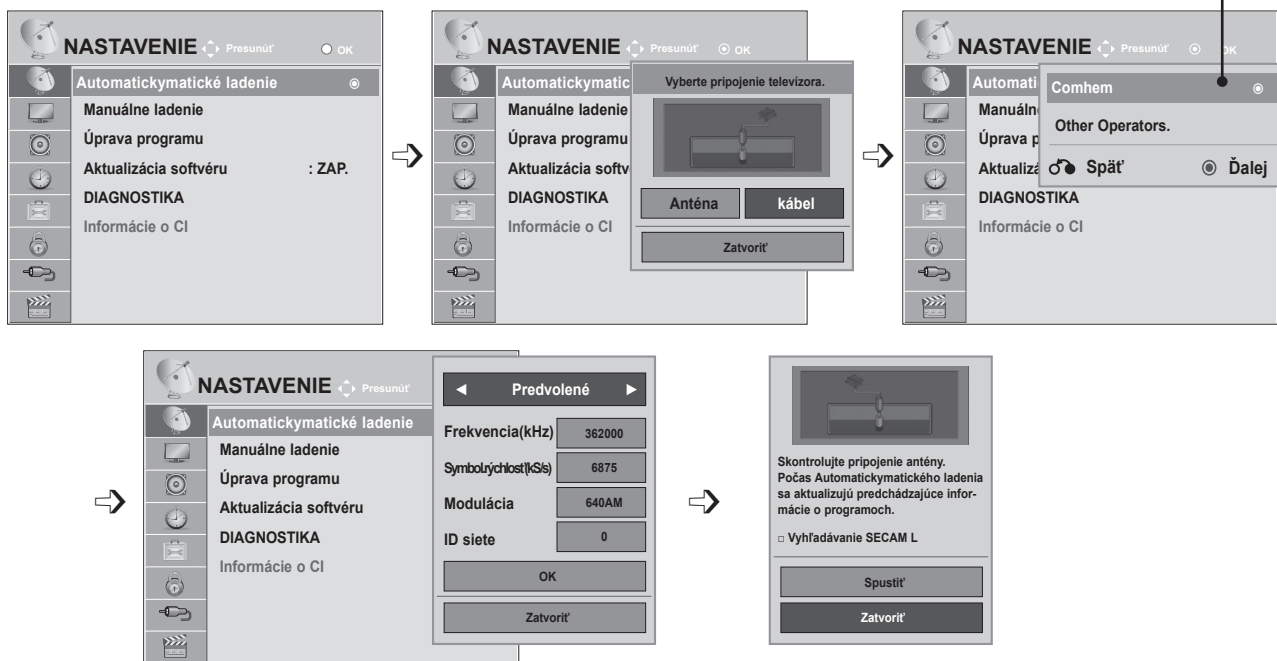 NASTAVENIE Presunúť OK
Automatickymatické ladenie
Manuálne ladenie
Úprava programu
Aktualizácia softvéru : ZAP.
DIAGNOSTIKA
Informácie o CI
NASTAVENIE Presunúť OK
Automatickymatic
Manuálne ladenie
Úprava programu
Aktualizácia softv
DIAGNOSTIKA
Informácie o CI
Vyberte pripojenie televízora.
Anténa kábel
Zatvoriť
NASTAVENIE Presunúť OK
Automati
Manuáln
Úprava p
Aktualizá
DIAGNOSTIKA
Informácie o CI
Comhem
Other Operators.
Späť Ďalej
NASTAVENIE Presunúť
Automatickymatické ladenie
Manuálne ladenie
Úprava programu
Aktualizácia softvéru
DIAGNOSTIKA
Informácie o CI
◄ Predvolené ►
Frekvencia(kHz) 362000
Symbol.rýchlosť(kS/s) 6875
Modulácia 640AM
ID siete 0
OK
Zatvoriť
Skontrolujte pripojenie antény.
Počas Automatickymatického ladenia
sa aktualizujú predchádzajúce infor-
mácie o programoch.
□ Vyhľadávanie SECAM L
Spustiť
Zatvoriť